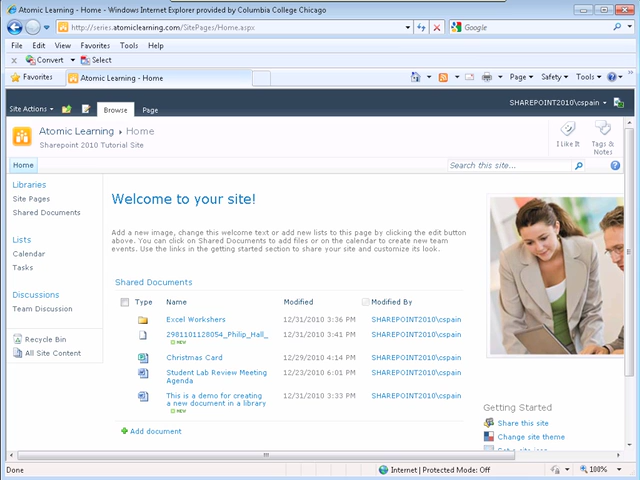 Atomic Learning - Home - Windows Internet Explorer provided by Columbia College Chicago
http://series.atomiclearning.com/SitePages/Home.aspx
Google
File Edit View Favorites Tools Help
x Convert Select
Favorites Atomic Learning - Home
Page Safety Tools
Site Actions Browse Page SHAREPOINT2010\cspain
Atomic Learning Home
Sharepoint 2010 Tutorial Site
I Like It Tags & Notes
Home Search this site...
Libraries
Site Pages
Shared Documents
Lists
Calendar
Tasks
Discussions
Team Discussion
Recycle Bin
All Site Content
Welcome to your site!
Add a new image, change this welcome text or add new lists to this page by clicking the edit button
above. You can click on Shared Documents to add files or on the calendar to create new team
events. Use the links in the getting started section to share your site and customize its look.
Shared Documents
Type Name Modified Modified By
Excel Workshers 12/31/2010 3:36 PM SHAREPOINT2010\cspain
2981101128054_Philip_Hall_ 12/31/2010 3:41 PM SHAREPOINT2010\cspain
NEW
Christmas Card 12/29/2010 4:14 PM SHAREPOINT2010\cspain
Student Lab Review Meeting 12/23/2010 6:01 PM SHAREPOINT2010\cspain
Agenda
This is a demo for creating 12/31/2010 3:33 PM SHAREPOINT2010\cspain
a new document in a library
NEW
Add document
Getting Started
Share this site
Change site theme
Done Internet | Protected Mode: Off 100%